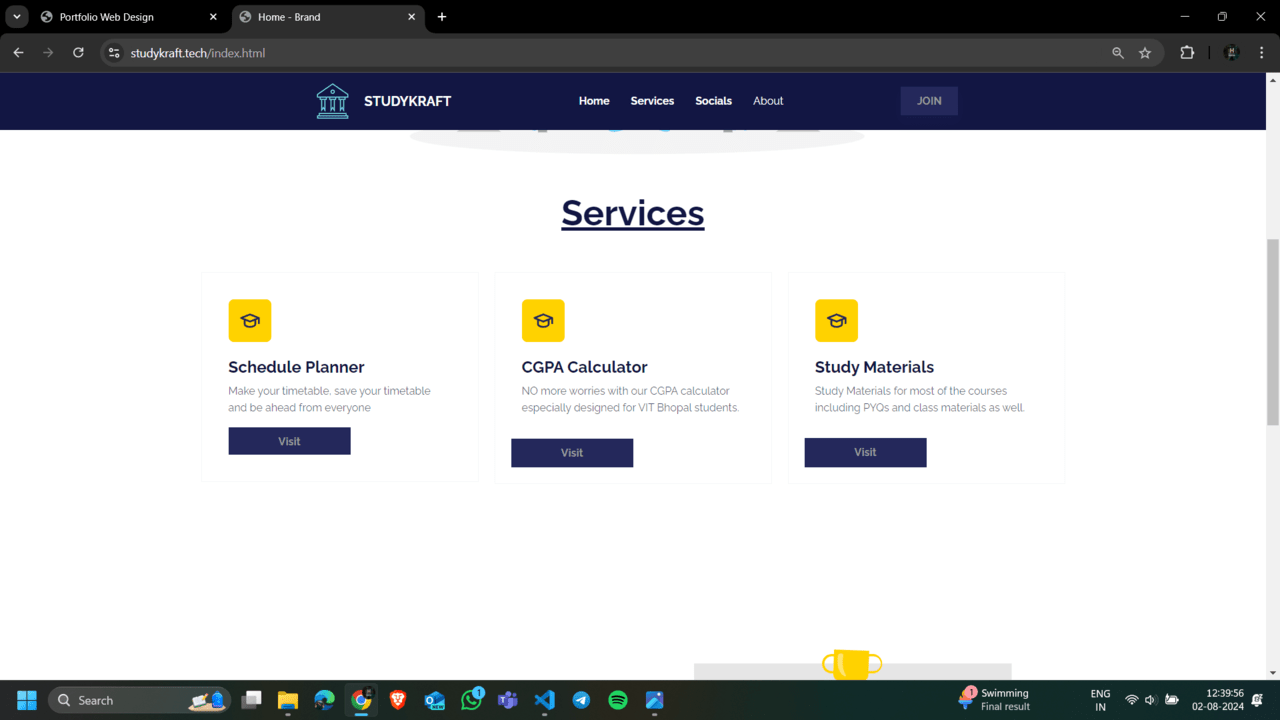 Portfolio Web Design
Home - Brand
studykraft.tech/index.html
STUDYKRAFT
Home
Services
Socials
About
JOIN
Services
Schedule Planner
Make your timetable, save your timetable
and be ahead from everyone
Visit
CGPA Calculator
NO more worries with our CGPA calculator
especially designed for VIT Bhopal students.
Visit
Study Materials
Study Materials for most of the courses
including PYQs and class materials as well.
Visit
Search
NEW
1
1
Swimming
Final result
ENG
IN
12:39:56
02-08-2024